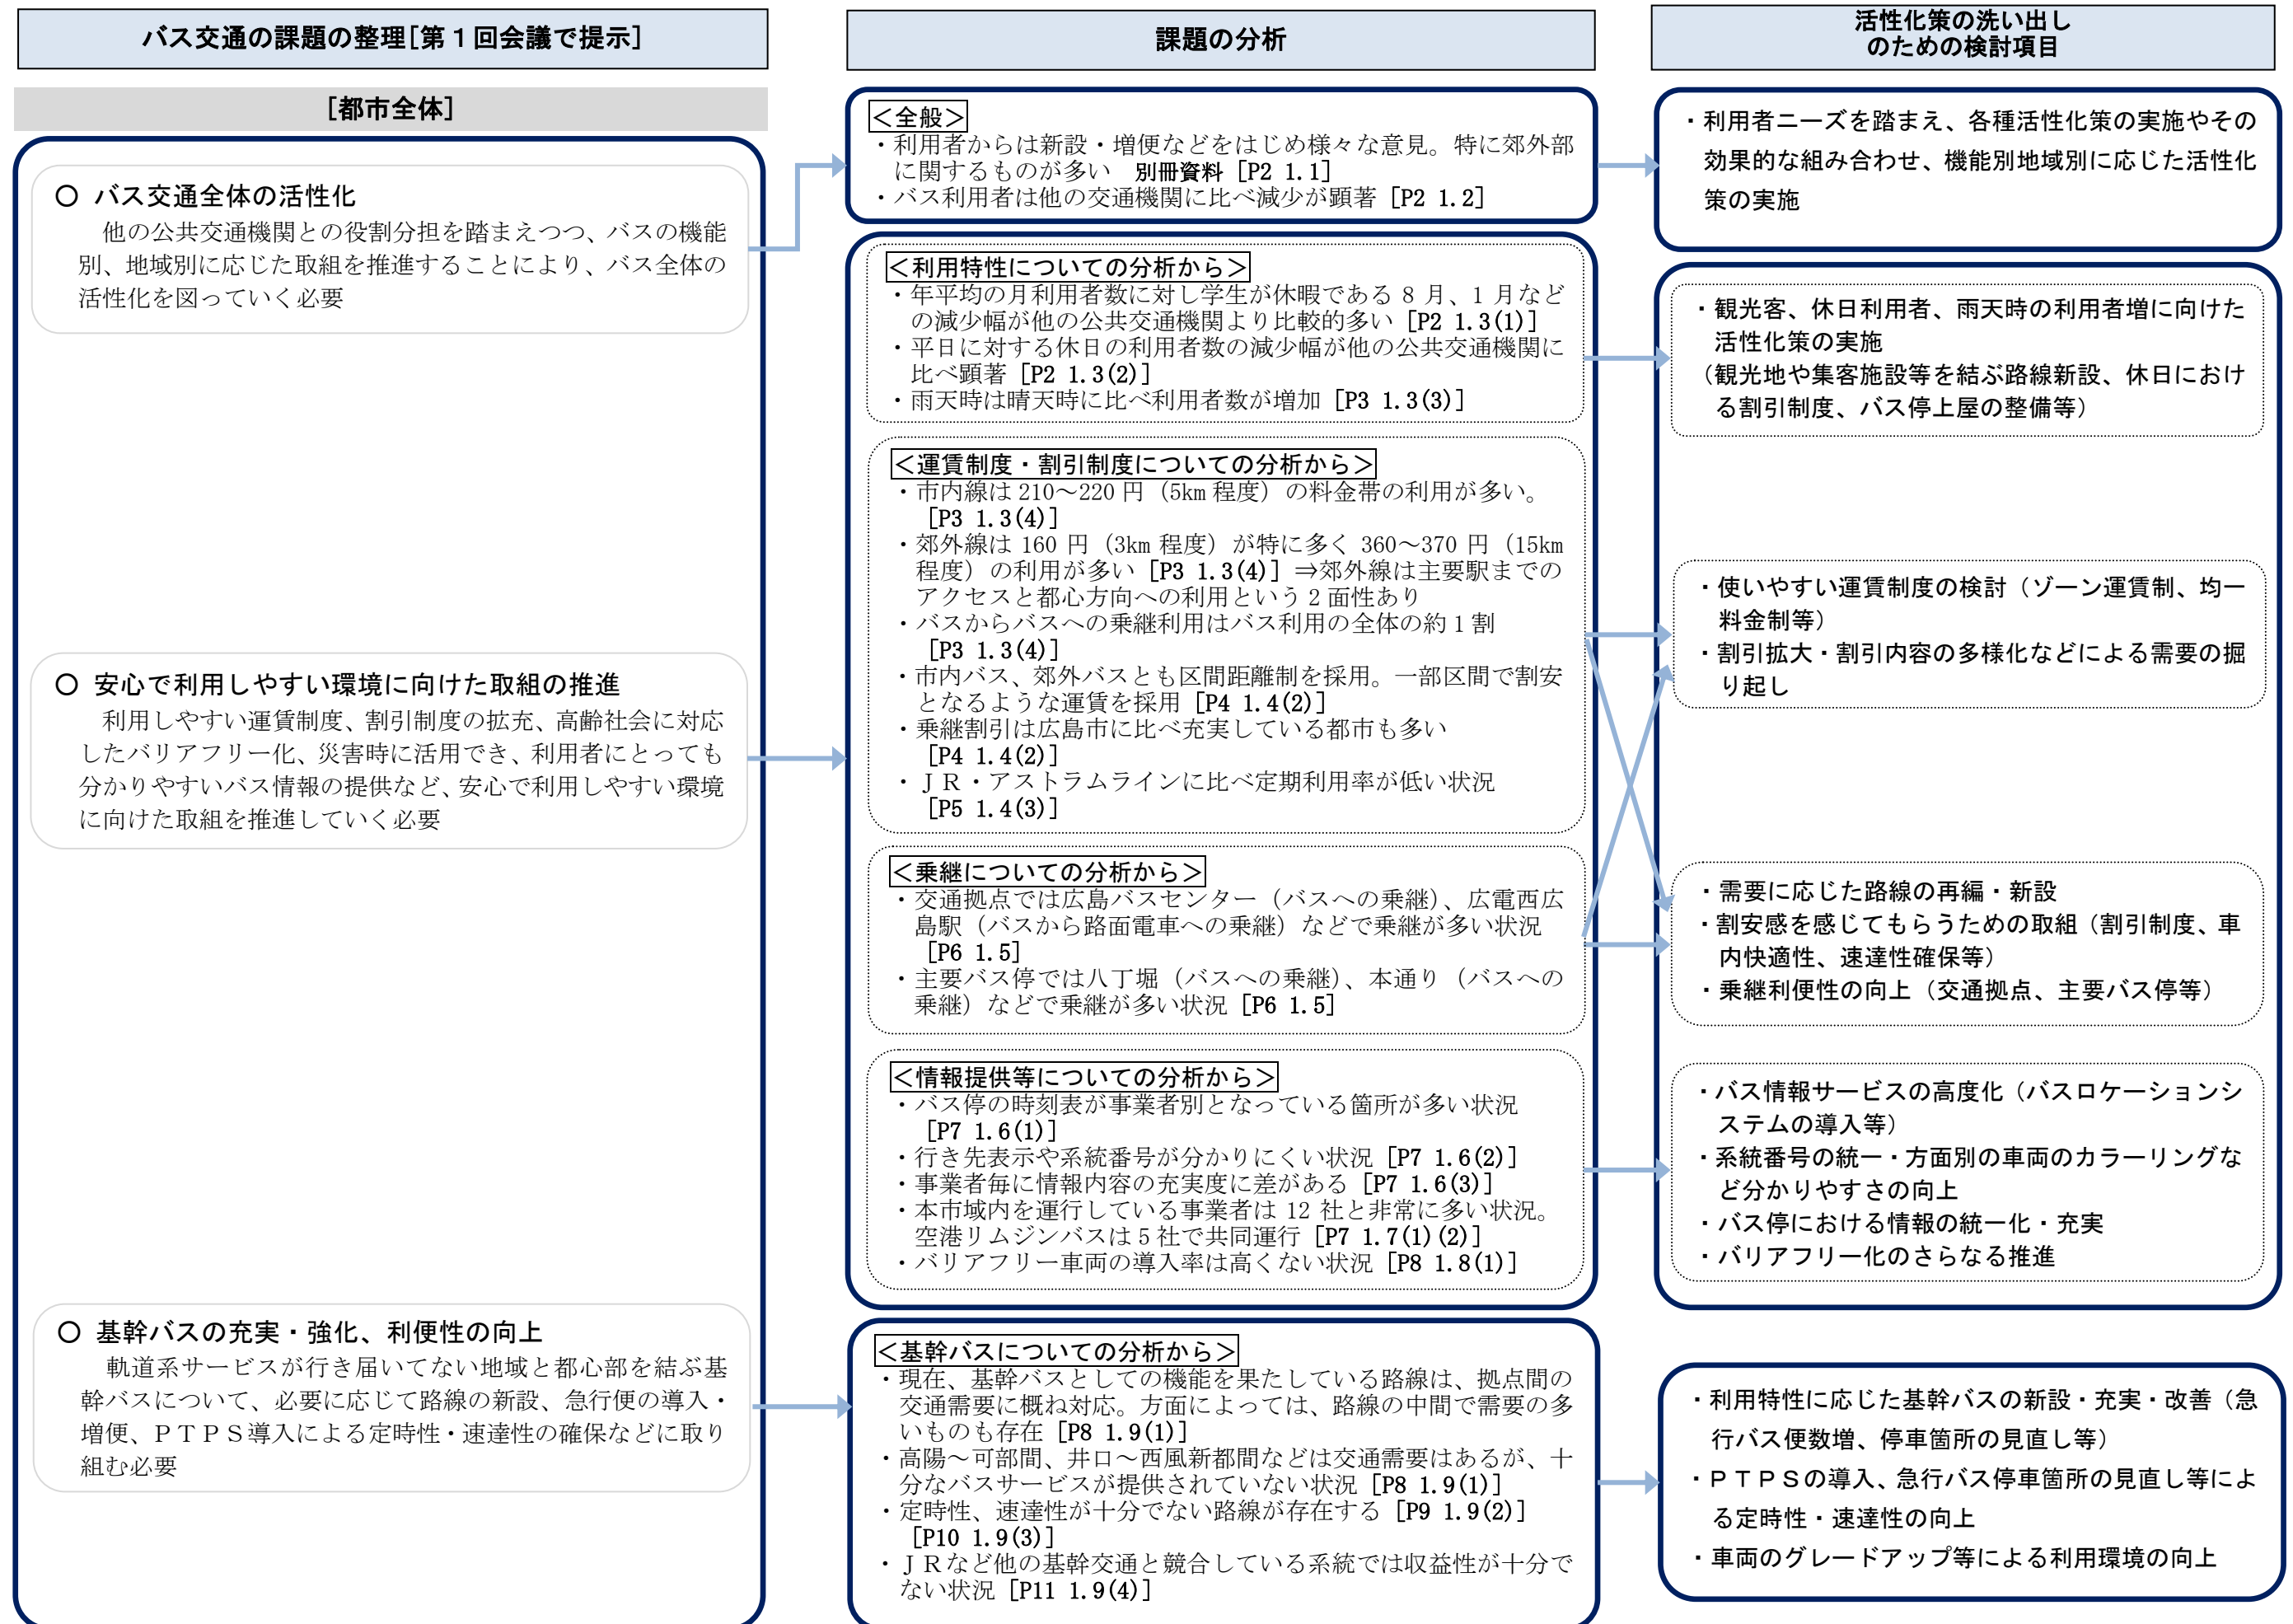 バス交通の課題の整理[第1回会議で提示]
[都市全体]
○ バス交通全体の活性化
他の公共交通機関との役割分担を踏まえつつ、バスの機能
別、地域別に応じた取組を推進することにより、バス全体の
活性化を図っていく必要
○ 安心で利用しやすい環境に向けた取組の推進
利用しやすい運賃制度、割引制度の拡充、高齢社会に対応
したバリアフリー化、災害時に活用でき、利用者にとっても
分かりやすいバス情報の提供など、安心で利用しやすい環境
に向けた取組を推進していく必要
○ 基幹バスの充実・強化、利便性の向上
軌道系サービスが行き届いてない地域と都心部を結ぶ基
幹バスについて、必要に応じて路線の新設、急行便の導入・
増便、ＰＴＰＳ導入による定時性・速達性の確保などに取り
組む必要
課題の分析
＜全般＞
・利用者からは新設・増便などをはじめ様々な意見。特に郊外部
に関するものが多い 別冊資料［P2 1.1］
・バス利用者は他の交通機関に比べ減少が顕著［P2 1.2］
＜利用特性についての分析から＞
・年平均の月利用者数に対し学生が休暇である 8 月、1 月など
の減少幅が他の公共交通機関より比較的多い［P2 1.3(1)］
・平日に対する休日の利用者数の減少幅が他の公共交通機関に
比べ顕著［P2 1.3(2)］
・雨天時は晴天時に比べ利用者数が増加［P3 1.3(3)］
＜運賃制度・割引制度についての分析から＞
・市内線は 210～220 円（5km 程度）の料金帯の利用が多い。
［P3 1.3(4)］
・郊外線は 160 円（3km 程度）が特に多く 360～370 円（15km
程度）の利用が多い［P3 1.3(4)］⇒郊外線は主要駅までの
アクセスと都心方向への利用という 2 面性あり
・バスからバスへの乗継利用はバス利用の全体の約 1 割
［P3 1.3(4)］
・市内バス、郊外バスとも区間距離制を採用。一部区間で割安
となるような運賃を採用［P4 1.4(2)］
・乗継割引は広島市に比べ充実している都市も多い
［P4 1.4(2)］
・ＪＲ・アストラムラインに比べ定期利用率が低い状況
［P5 1.4(3)］
＜乗継についての分析から＞
・交通拠点では広島バスセンター（バスへの乗継）、広電西広
島駅（バスから路面電車への乗継）などで乗継が多い状況
［P6 1.5］
・主要バス停では八丁堀（バスへの乗継）、本通り（バスへの
乗継）などで乗継が多い状況［P6 1.5］
＜情報提供等についての分析から＞
・バス停の時刻表が事業者別となっている箇所が多い状況
［P7 1.6(1)］
・行き先表示や系統番号が分かりにくい状況［P7 1.6(2)］
・事業者毎に情報内容の充実度に差がある［P7 1.6(3)］
・本市域内を運行している事業者は 12 社と非常に多い状況。
空港リムジンバスは 5 社で共同運行［P7 1.7(1)(2)］
・バリアフリー車両の導入率は高くない状況［P8 1.8(1)］
＜基幹バスについての分析から＞
・現在、基幹バスとしての機能を果たしている路線は、拠点間の
交通需要に概ね対応。方面によっては、路線の中間で需要の多
いものも存在［P8 1.9(1)］
・高陽～可部間、井口～西風新都間などは交通需要はあるが、十
分なバスサービスが提供されていない状況［P8 1.9(1)］
・定時性、速達性が十分でない路線が存在する［P9 1.9(2)］
［P10 1.9(3)］
・ＪＲなど他の基幹交通と競合している系統では収益性が十分で
ない状況［P11 1.9(4)］
活性化策の洗い出し
のための検討項目
・利用者ニーズを踏まえ、各種活性化策の実施やその
効果的な組み合わせ、機能別地域別に応じた活性化
策の実施
・観光客、休日利用者、雨天時の利用者増に向けた
活性化策の実施
（観光地や集客施設等を結ぶ路線新設、休日におけ
る割引制度、バス停上屋の整備等）
・使いやすい運賃制度の検討（ゾーン運賃制、均一
料金制等）
・割引拡大・割引内容の多様化などによる需要の掘
り起し
・需要に応じた路線の再編・新設
・割安感を感じてもらうための取組（割引制度、車
内快適性、速達性確保等）
・乗継利便性の向上（交通拠点、主要バス停等）
・バス情報サービスの高度化（バスロケーションシ
ステムの導入等）
・系統番号の統一・方面別の車両のカラーリングな
ど分かりやすさの向上
・バス停における情報の統一化・充実
・バリアフリー化のさらなる推進
・利用特性に応じた基幹バスの新設・充実・改善（急
行バス便数増、停車箇所の見直し等）
・ＰＴＰＳの導入、急行バス停車箇所の見直し等によ
る定時性・速達性の向上
・車両のグレードアップ等による利用環境の向上